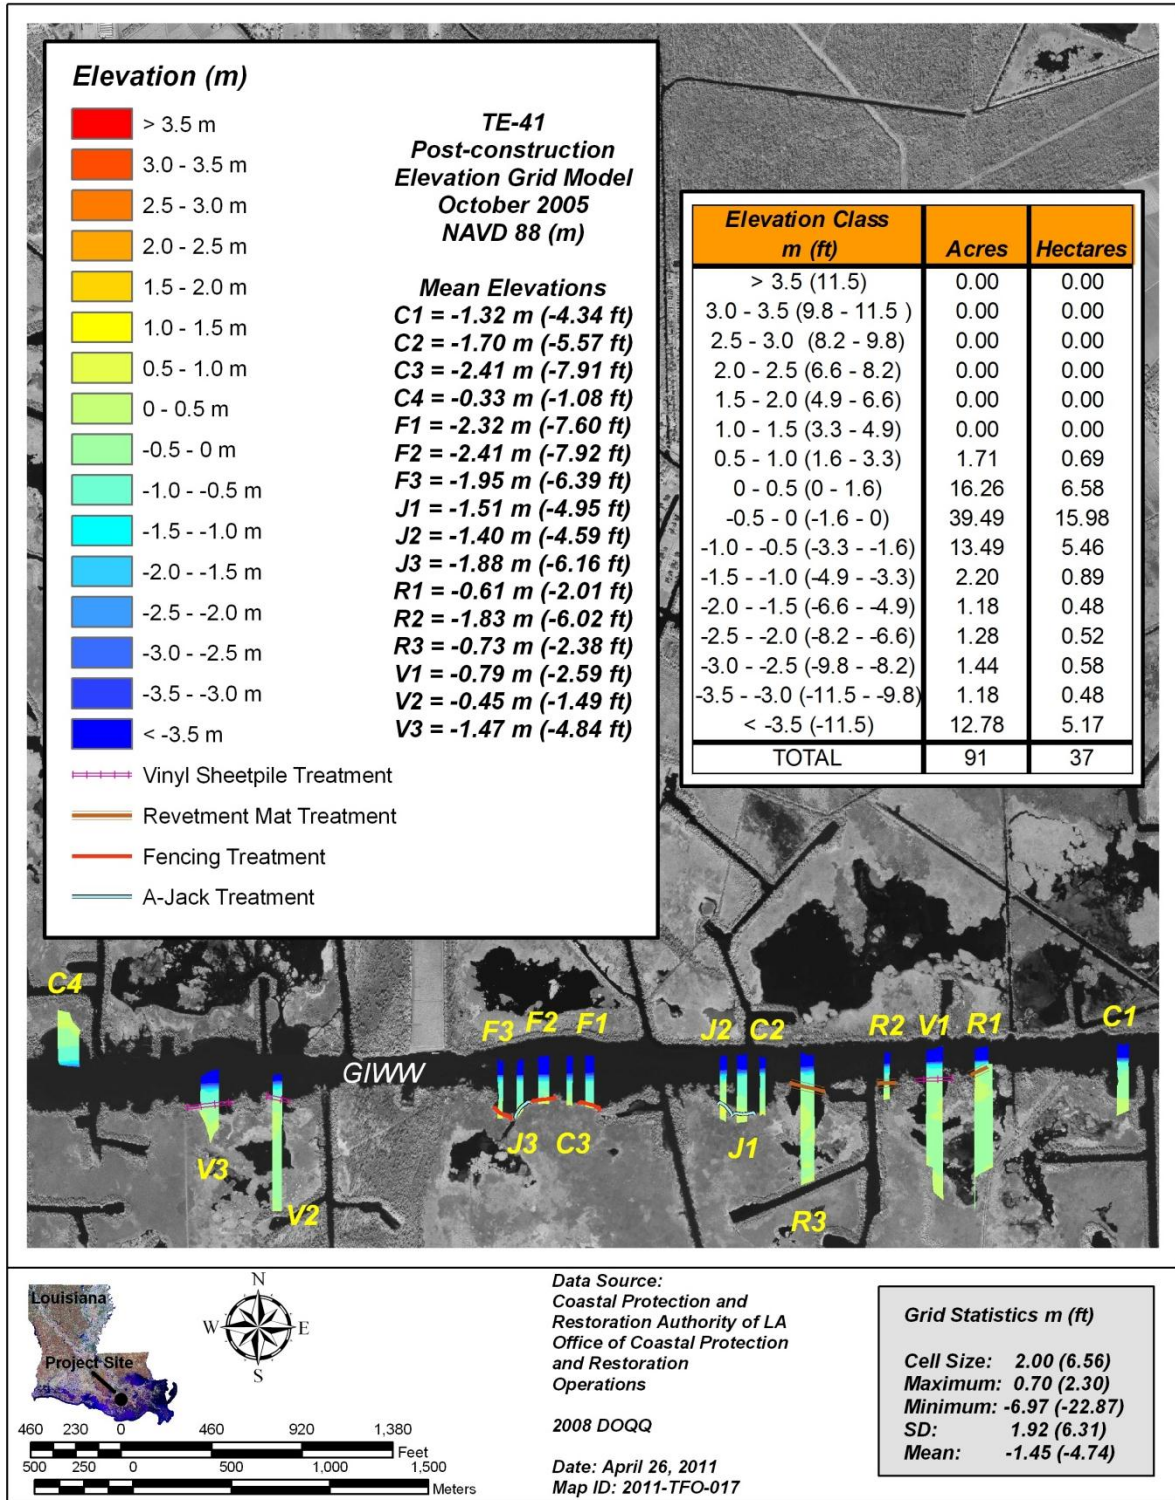 Elevation (m)
> 3.5 m
3.0 - 3.5 m
2.5 - 3.0 m
2.0 - 2.5 m
1.5 - 2.0 m
1.0 - 1.5 m
0.5 - 1.0 m
0 - 0.5 m
-0.5 - 0 m
-1.0 - -0.5 m
-1.5 - -1.0 m
-2.0 - -1.5 m
-2.5 - -2.0 m
-3.0 - -2.5 m
-3.5 - -3.0 m
< -3.5 m
Vinyl Sheetpile Treatment
Revetment Mat Treatment
Fencing Treatment
A-Jack Treatment
TE-41
Post-construction
Elevation Grid Model
October 2005
NAVD 88 (m)
Mean Elevations
C1 = -1.32 m (-4.34 ft)
C2 = -1.70 m (-5.57 ft)
C3 = -2.41 m (-7.91 ft)
C4 = -0.33 m (-1.08 ft)
F1 = -2.32 m (-7.60 ft)
F2 = -2.41 m (-7.92 ft)
F3 = -1.95 m (-6.39 ft)
J1 = -1.51 m (-4.95 ft)
J2 = -1.40 m (-4.59 ft)
J3 = -1.88 m (-6.16 ft)
R1 = -0.61 m (-2.01 ft)
R2 = -1.83 m (-6.02 ft)
R3 = -0.73 m (-2.38 ft)
V1 = -0.79 m (-2.59 ft)
V2 = -0.45 m (-1.49 ft)
V3 = -1.47 m (-4.84 ft)
Elevation Class
m (ft) Acres Hectares
> 3.5 (11.5) 0.00 0.00
3.0 - 3.5 (9.8 - 11.5 ) 0.00 0.00
2.5 - 3.0 (8.2 - 9.8) 0.00 0.00
2.0 - 2.5 (6.6 - 8.2) 0.00 0.00
1.5 - 2.0 (4.9 - 6.6) 0.00 0.00
1.0 - 1.5 (3.3 - 4.9) 0.00 0.00
0.5 - 1.0 (1.6 - 3.3) 1.71 0.69
0 - 0.5 (0 - 1.6) 16.26 6.58
-0.5 - 0 (-1.6 - 0) 39.49 15.98
-1.0 - -0.5 (-3.3 - -1.6) 13.49 5.46
-1.5 - -1.0 (-4.9 - -3.3) 2.20 0.89
-2.0 - -1.5 (-6.6 - -4.9) 1.18 0.48
-2.5 - -2.0 (-8.2 - -6.6) 1.28 0.52
-3.0 - -2.5 (-9.8 - -8.2) 1.44 0.58
-3.5 - -3.0 (-11.5 - -9.8) 1.18 0.48
< -3.5 (-11.5) 12.78 5.17
TOTAL 91 37
C4
F3 F2 F1
J2 C2
R2 V1 R1
C1
GIWW
V3
V2
J3 C3
J1
R3
Louisiana
Project Site
N
W E
S
460 230 0 460 920 1,380
Feet
500 250 0 500 1,000 1,500
Meters
Data Source:
Coastal Protection and
Restoration Authority of LA
Office of Coastal Protection
and Restoration
Operations
2008 DOQQ
Date: April 26, 2011
Map ID: 2011-TFO-017
Grid Statistics m (ft)
Cell Size: 2.00 (6.56)
Maximum: 0.70 (2.30)
Minimum: -6.97 (-22.87)
SD: 1.92 (6.31)
Mean: -1.45 (-4.74)